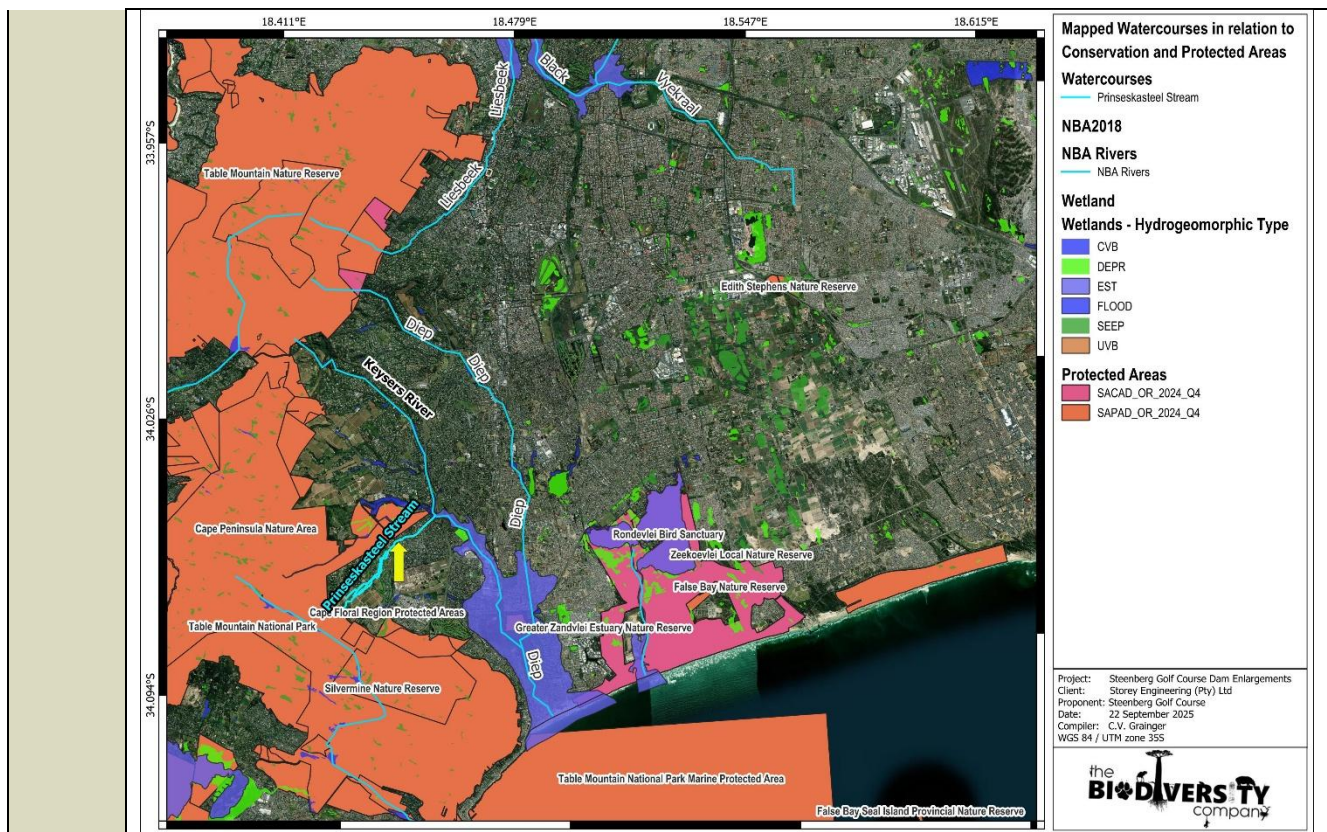 18.411°E
18.479°E
18.547°E
18.615°E
33.957°S
34.026°S
34.094°S
Liesbeek
Black
Vyekraal
Table Mountain Nature Reserve
Liesbeek
Edith Stephens Nature Reserve
Diep
Diep
Keysers River
Diep
Prinseskasteel Stream
Cape Peninsula Nature Area
Rondevlei Bird Sanctuary
Zeekoevlei Local Nature Reserve
False Bay Nature Reserve
Cape Floral Region Protected Areas
Table Mountain National Park
Greater Zandvlei Estuary Nature Reserve
Diep
Silvermine Nature Reserve
Table Mountain National Park Marine Protected Area
False Bay Seal Island Provincial Nature Reserve
Mapped Watercourses in relation to
Conservation and Protected Areas
Watercourses
Prinseskasteel Stream
NBA2018
NBA Rivers
NBA Rivers
Wetland
Wetlands - Hydrogeomorphic Type
CVB
DEPR
EST
FLOOD
SEEP
UVB
Protected Areas
SACAD_OR_2024_Q4
SAPAD_OR_2024_Q4
Project: Steenberg Golf Course Dam Enlargements
Client: Storey Engineering (Pty) Ltd
Proponent: Steenberg Golf Course
Date: 22 September 2025
Compiler: C.V. Grainger
WGS 84 / UTM zone 35S
the
BIODIVERSITY
company